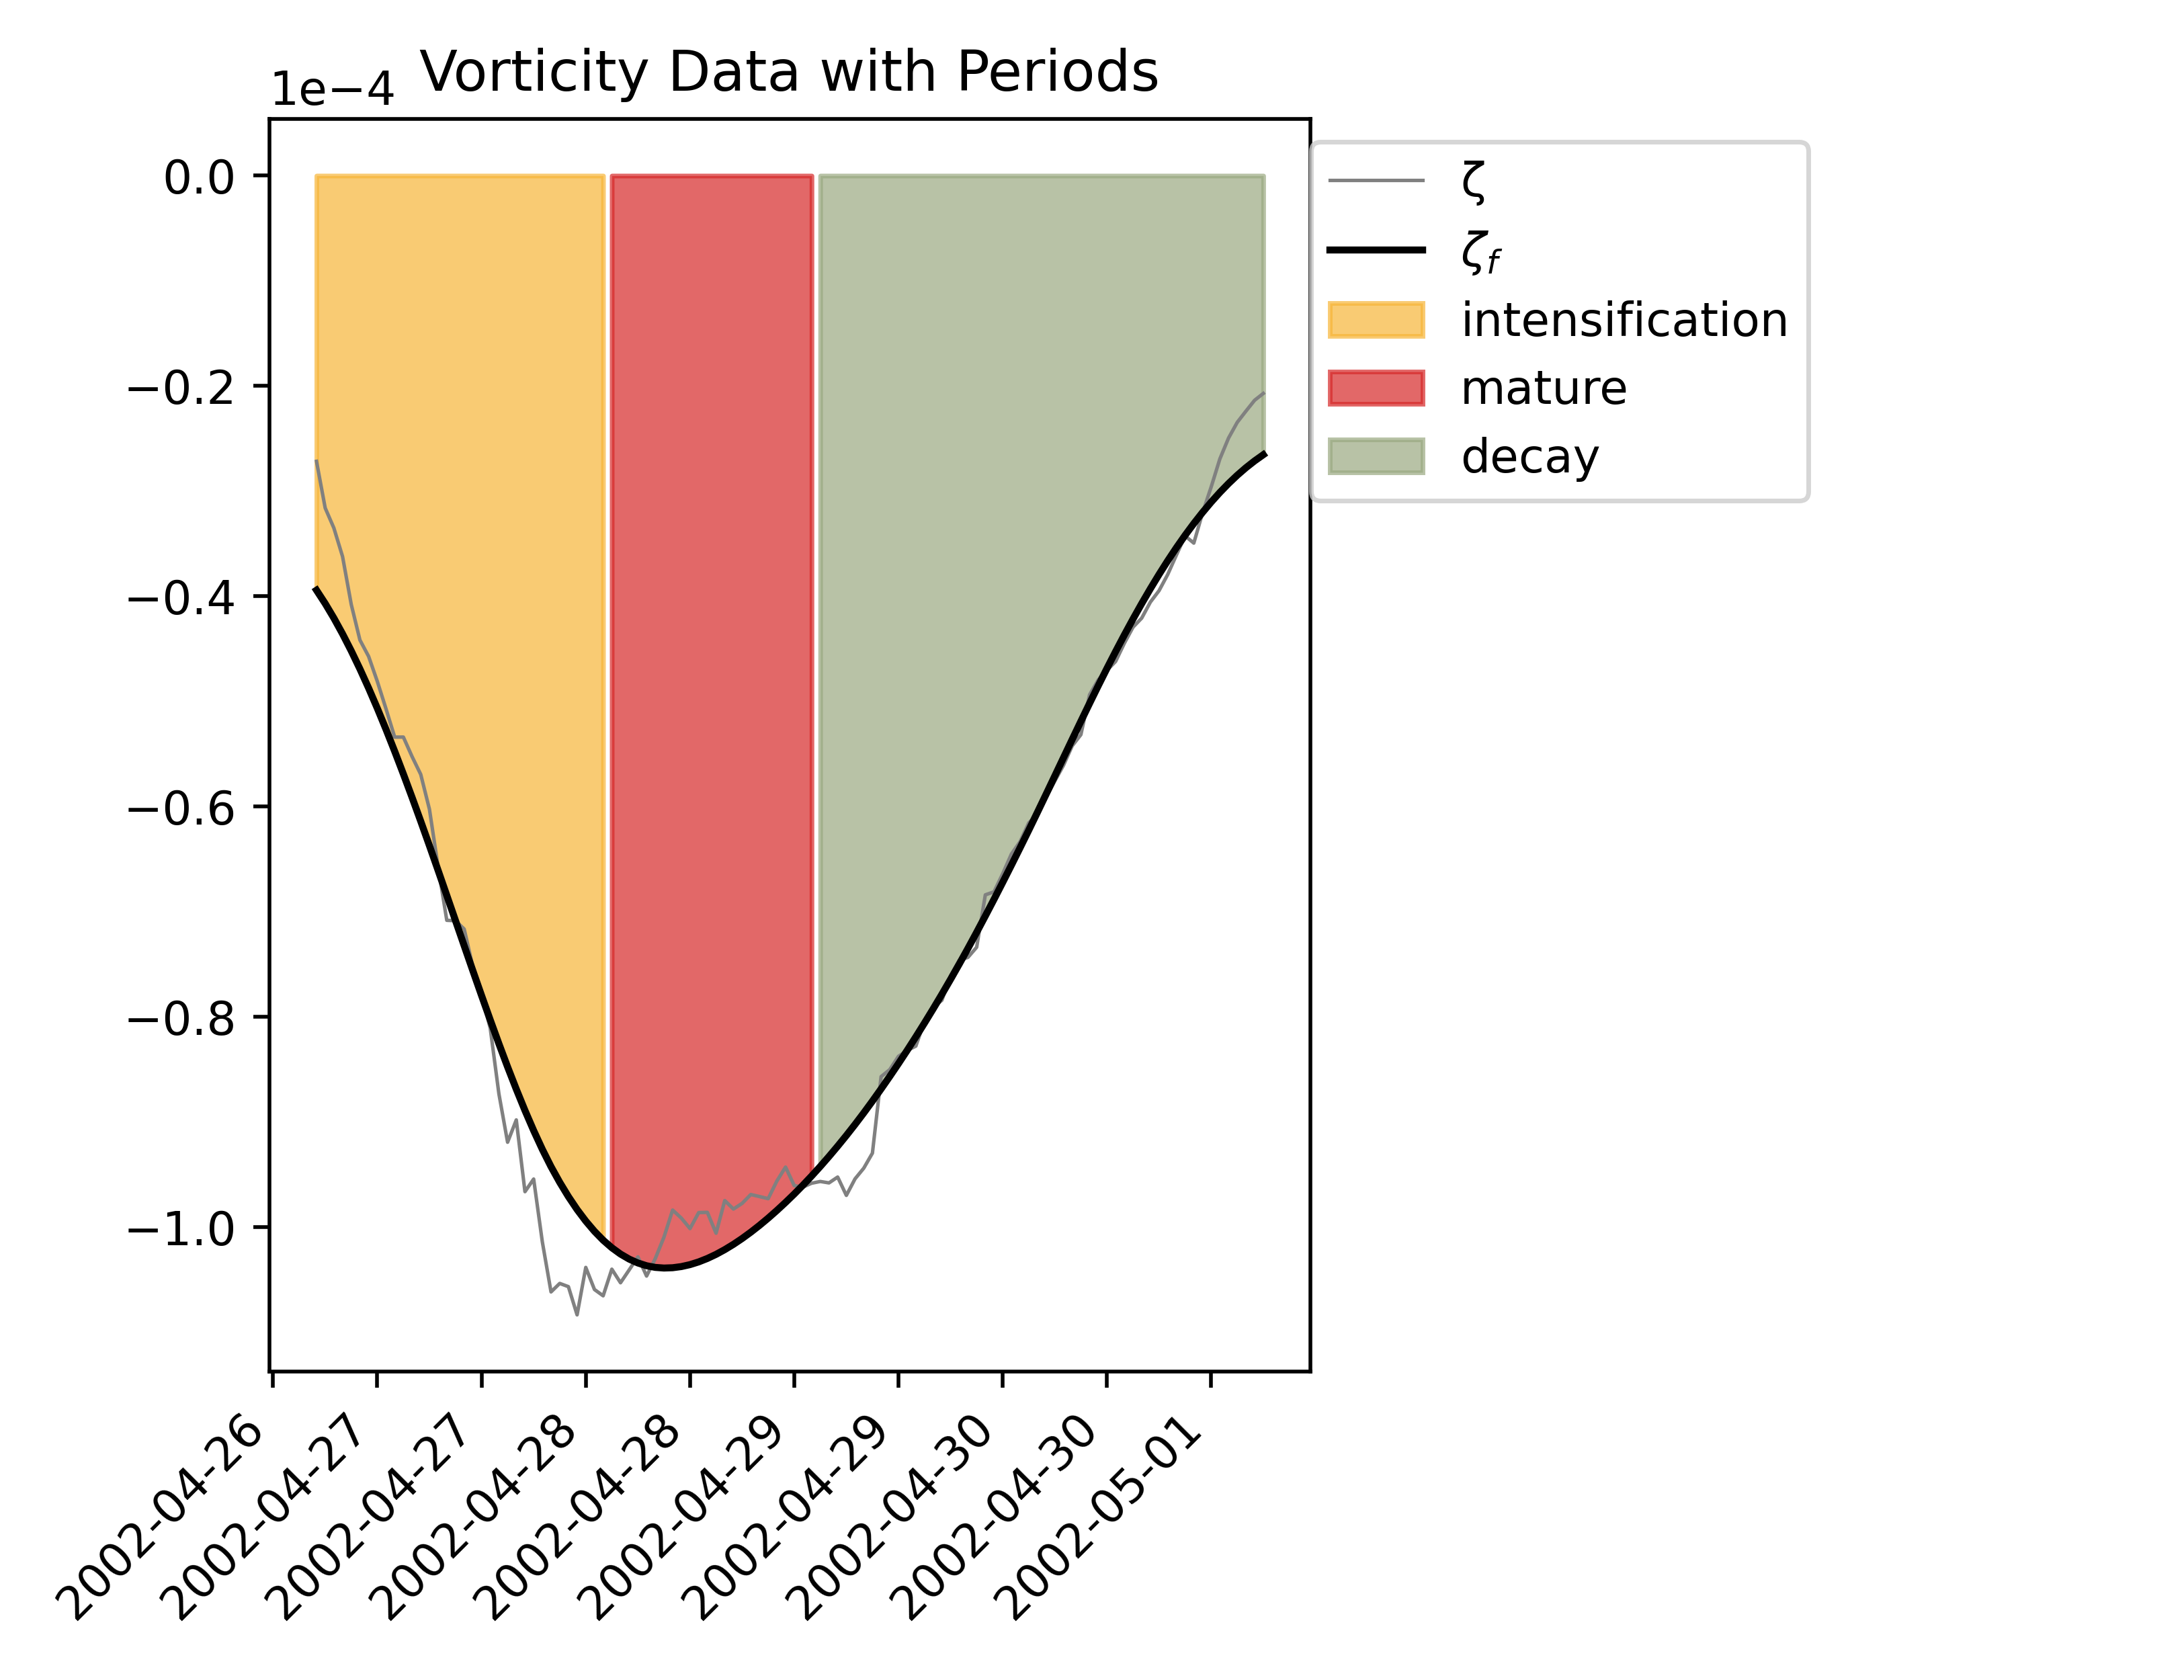 Vorticity Data with Periods
1e−4
0.0
−0.2
−0.4
−0.6
−0.8
−1.0
2002-04-26
2002-04-27
2002-04-27
2002-04-28
2002-04-28
2002-04-29
2002-04-29
2002-04-30
2002-04-30
2002-05-01
ζ
ζf
intensification
mature
decay